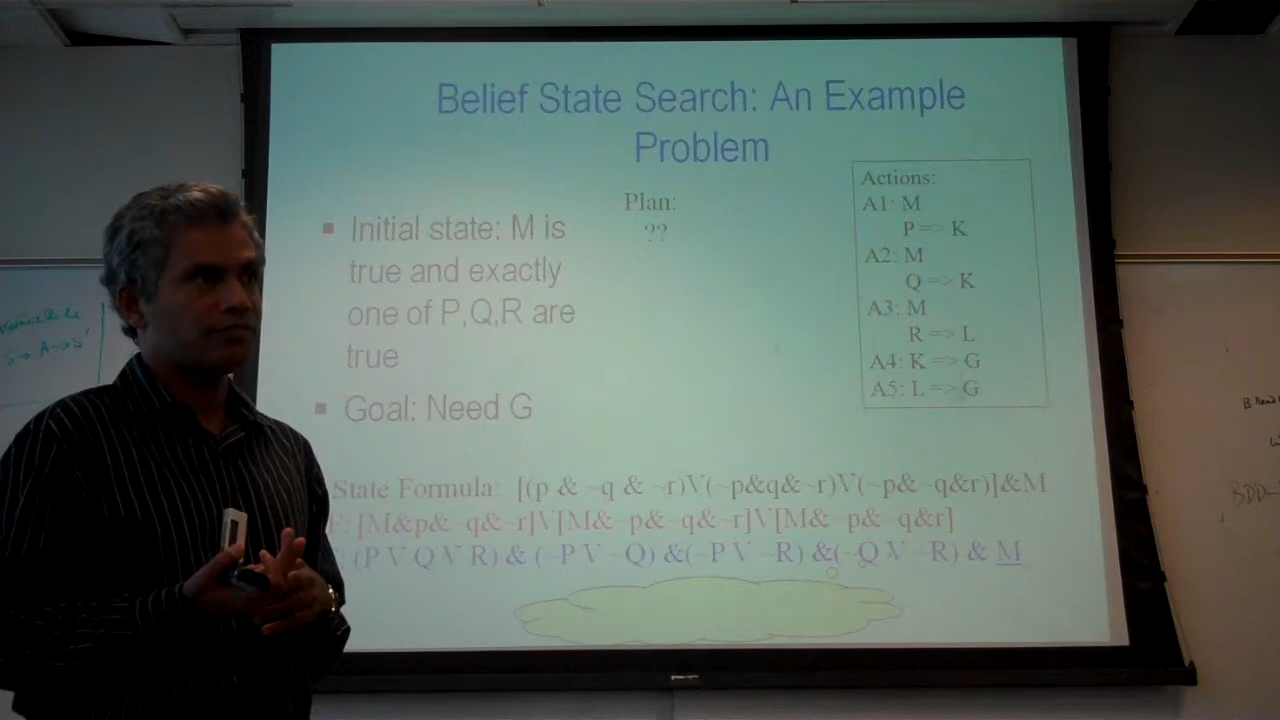 Belief State Search: An Example
Problem
Initial state: M is
true and exactly
one of P,Q,R are
true
Goal: Need G
Plan:
??
Actions:
A1: M
P => K
A2: M
Q => K
A3: M
R => L
A4: K => G
A5: L => G
State Formula: [(p & ~q & ~r)V(~p&q&~r)V(~p&~q&r)]&M
: [M&p&~q&~r]V[M&~p&~q&~r]V[M&~p&~q&r]
(P V Q V R) & (~P V ~Q) &(~P V ~R) &(~Q V ~R) & M
S→ A→S'
BDD